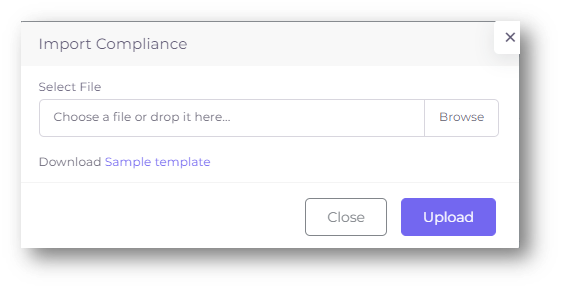 Import Compliance
×
Select File
Choose a file or drop it here...
Browse
Download Sample template
Close
Upload